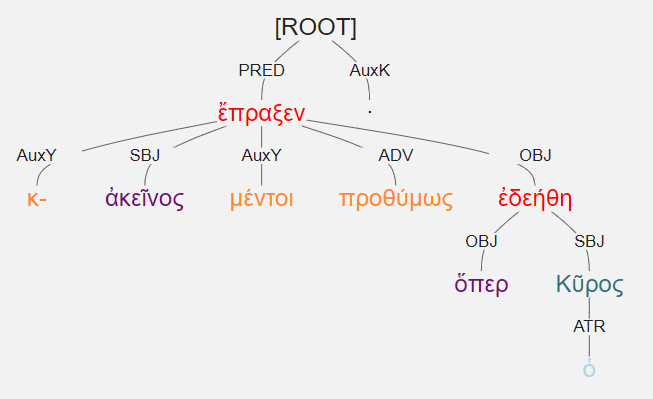 [ROOT]
PRED AuxK
ἔπραξεν .
AuxY SBJ AuxY ADV OBJ
κ- ἀκεῖνος μέντοι προθύμως ἐδεήθη
OBJ SBJ
ὅπερ Κῦρος
ATR
ὁ